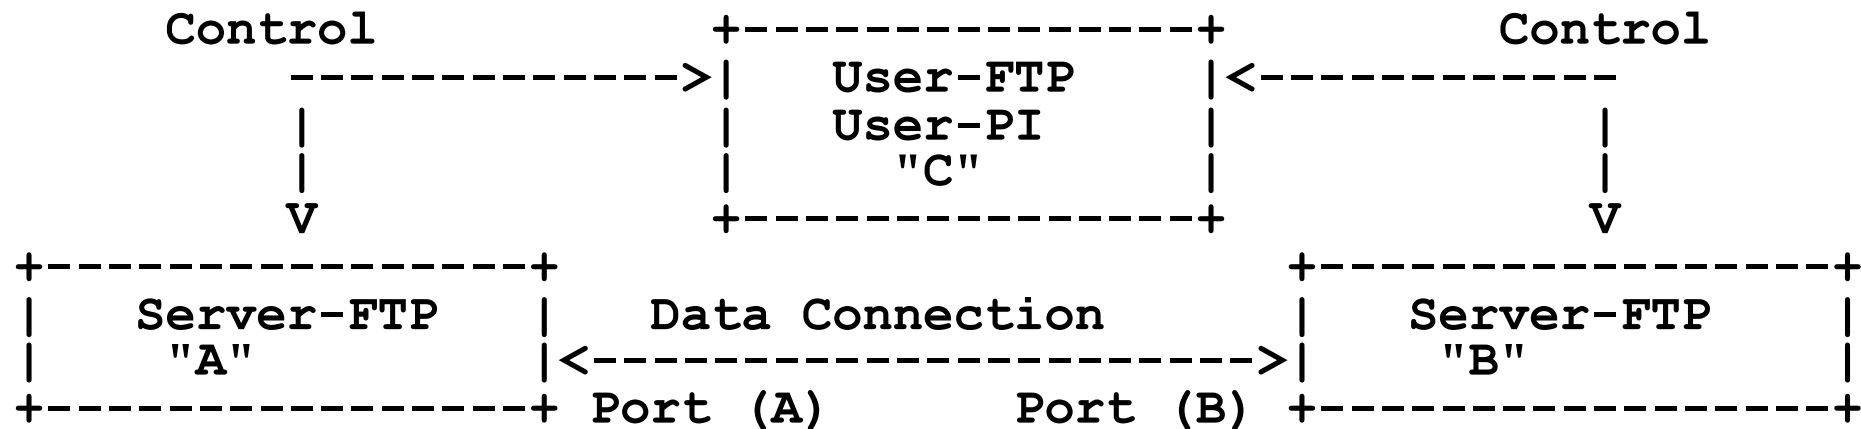 Control +----------------+ Control
------------->| User-FTP |<------------
| | User-PI | |
| | "C" | |
V +----------------+ V
+-----------------+ +------------------+
| Server-FTP | Data Connection | Server-FTP |
| "A" |<---------------------->| "B" |
+-----------------+ Port (A) Port (B) +------------------+